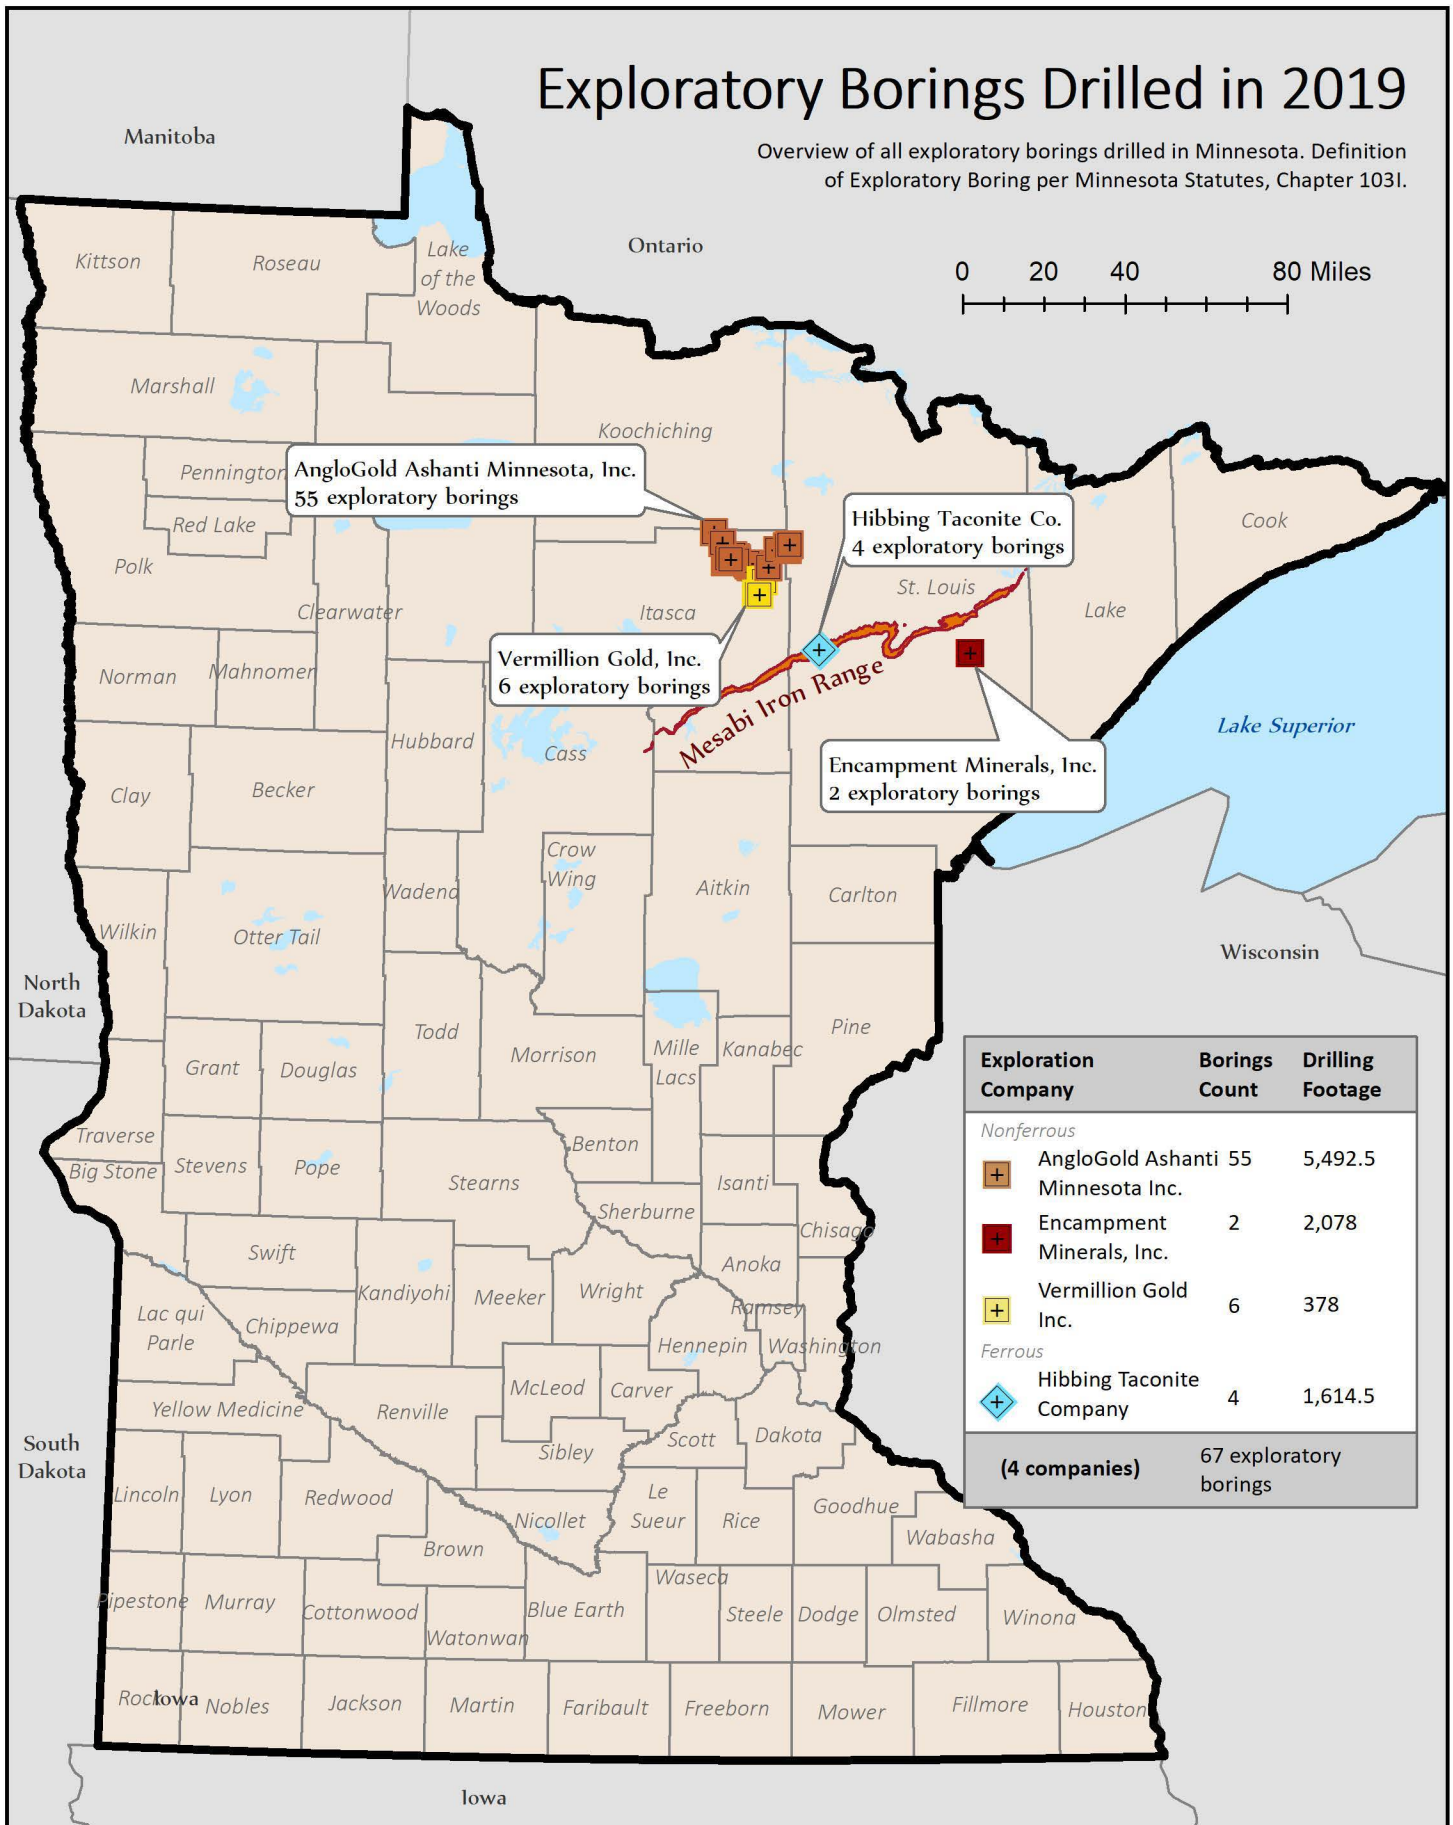 Exploratory Borings Drilled in 2019
Overview of all exploratory borings drilled in Minnesota. Definition
of Exploratory Boring per Minnesota Statutes, Chapter 103I.
Manitoba
Ontario
0 20 40 80 Miles
Kittson
Roseau
Lake
of the
Woods
Marshall
Koochiching
Pennington
AngloGold Ashanti Minnesota, Inc.
55 exploratory borings
Red Lake
Polk
Clearwater
Hibbing Taconite Co.
4 exploratory borings
Cook
St. Louis
Lake
Itasca
Norman
Mahnomen
Vermillion Gold, Inc.
6 exploratory borings
Mesabi Iron Range
Lake Superior
Hubbard
Cass
Encampment Minerals, Inc.
2 exploratory borings
Clay
Becker
Crow
Wing
Wadena
Aitkin
Carlton
Wilkin
Otter Tail
Wisconsin
North
Dakota
Todd
Morrison
Mille
Lacs
Kanabec
Pine
Grant
Douglas
Traverse
Big Stone
Stevens
Pope
Stearns
Benton
Isanti
Sherburne
Chisago
Swift
Kandiyohi
Meeker
Wright
Anoka
Ramsey
Lac qui
Parle
Chippewa
Hennepin
Washington
McLeod
Carver
Yellow Medicine
Renville
Scott
Dakota
Sibley
South
Dakota
Lincoln
Lyon
Redwood
Nicollet
Le
Sueur
Rice
Goodhue
Wabasha
Brown
Waseca
Pipestone
Murray
Cottonwood
Watonwan
Blue Earth
Steele
Dodge
Olmsted
Winona
Rock
Iowa
Nobles
Jackson
Martin
Faribault
Freeborn
Mower
Fillmore
Houston
Iowa
Exploration Borings Drilling
Company Count Footage
Nonferrous
AngloGold Ashanti 55 5,492.5
Minnesota Inc.
Encampment 2 2,078
Minerals, Inc.
Vermillion Gold
Inc. 6 378
Ferrous
Hibbing Taconite
Company 4 1,614.5
(4 companies) 67 exploratory
borings